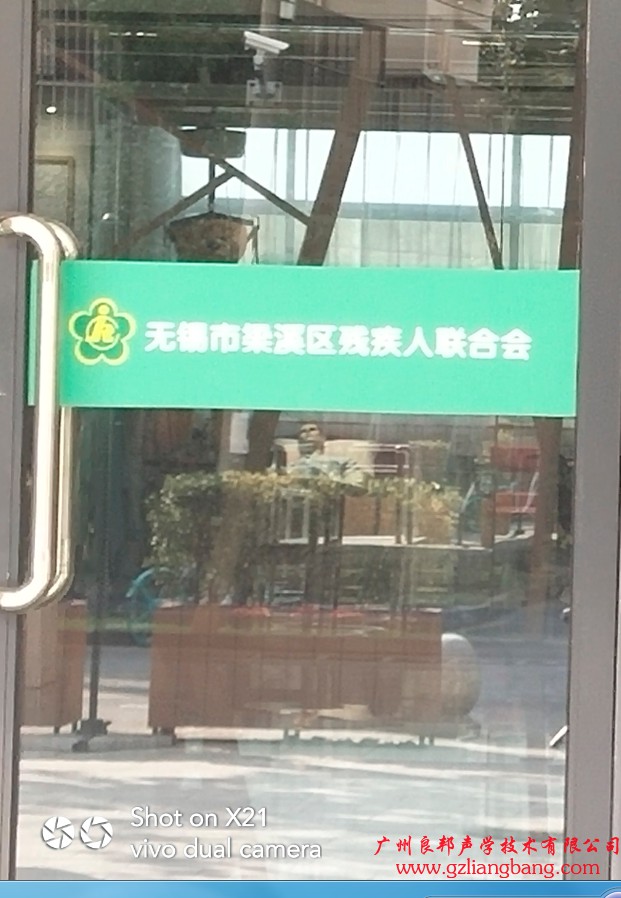 无锡市梁溪区残疾人联合会
Shot on X21
vivo dual camera
广州良邦声学技术有限公司
www.gzliangbang.com